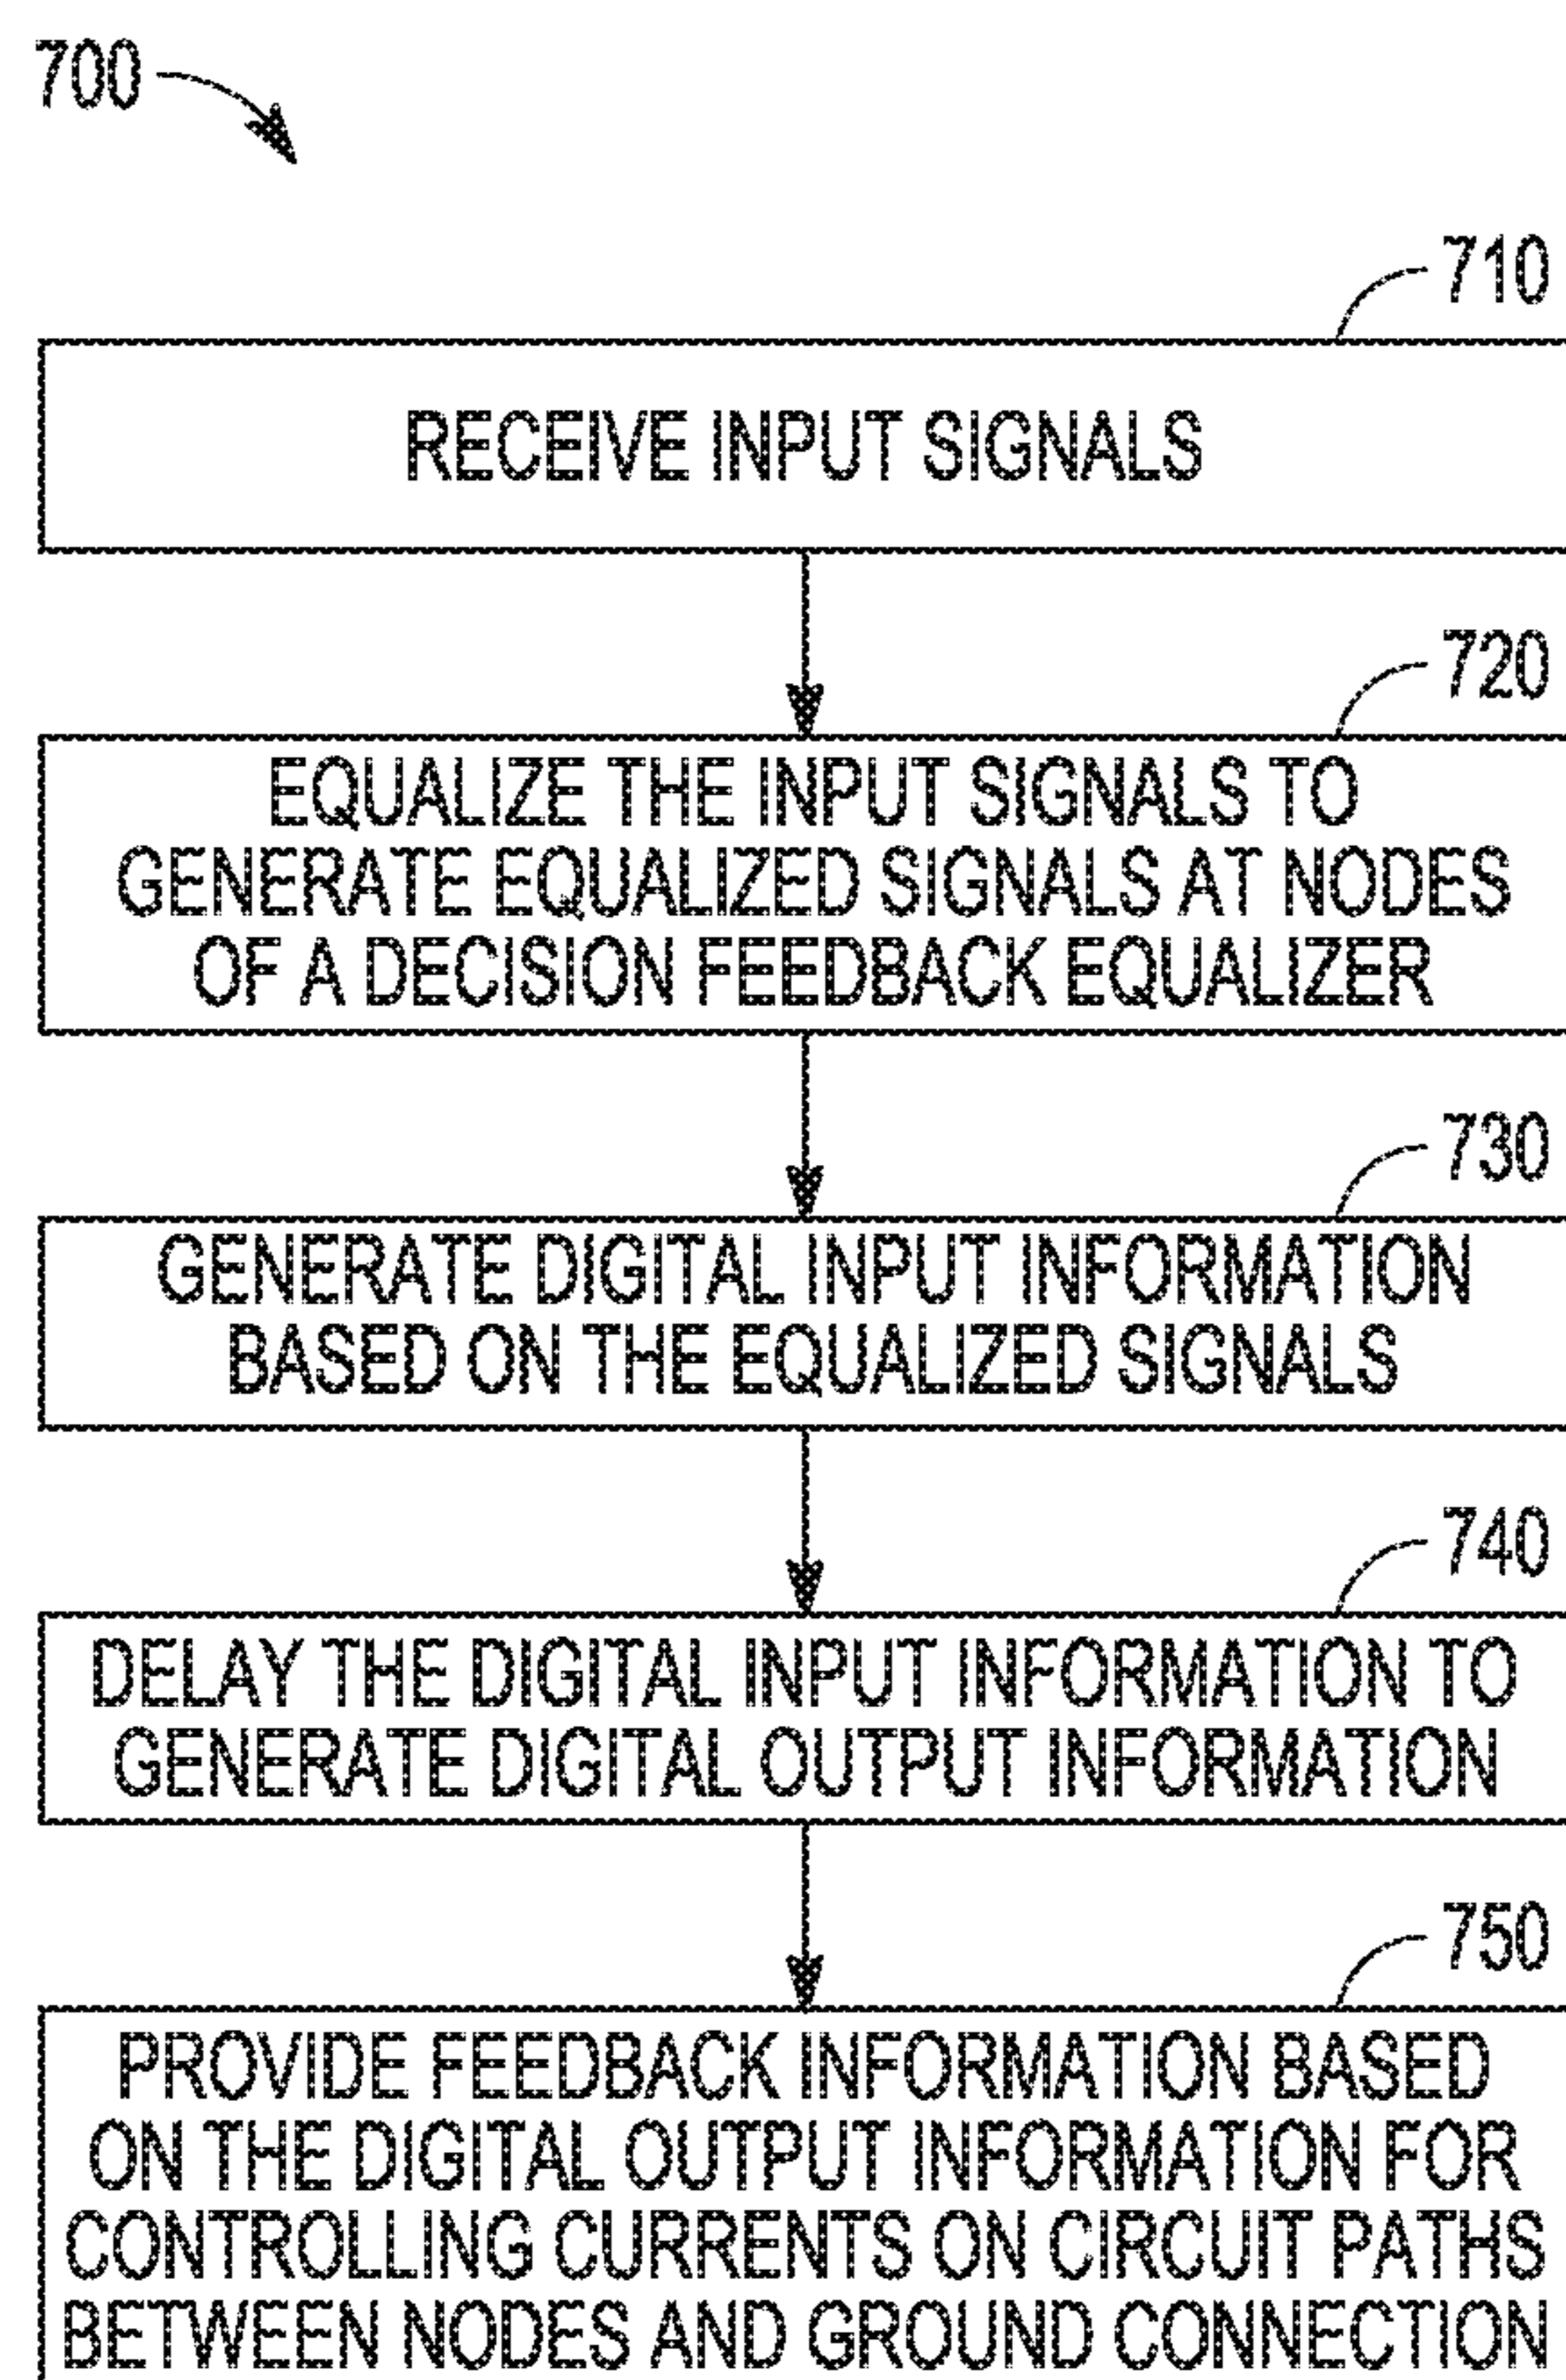 700
710
RECEIVE INPUT SIGNALS
720
EQUALIZE THE INPUT SIGNALS TO
GENERATE EQUALIZED SIGNALS AT NODES
OF A DECISION FEEDBACK EQUALIZER
730
GENERATE DIGITAL INPUT INFORMATION
BASED ON THE EQUALIZED SIGNALS
740
DELAY THE DIGITAL INPUT INFORMATION TO
GENERATE DIGITAL OUTPUT INFORMATION
750
PROVIDE FEEDBACK INFORMATION BASED
ON THE DIGITAL OUTPUT INFORMATION FOR
CONTROLLING CURRENTS ON CIRCUIT PATHS
BETWEEN NODES AND GROUND CONNECTION